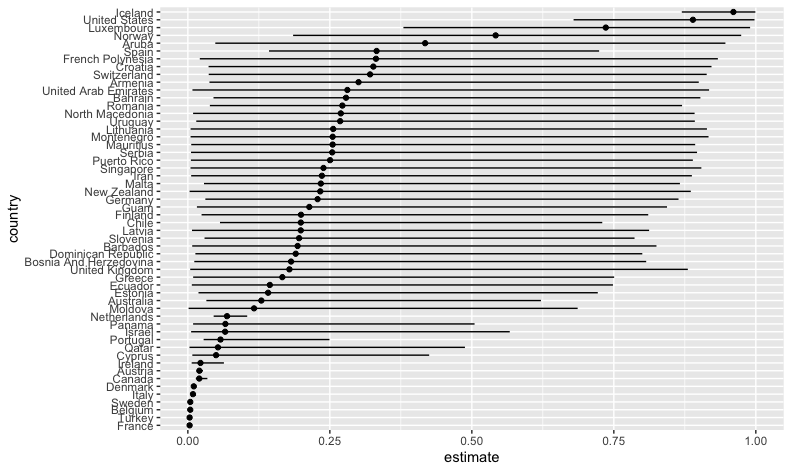 Iceland
United States
Luxembourg
Norway
Aruba
Spain
French Polynesia
Croatia
Switzerland
Armenia
United Arab Emirates
Bahrain
Romania
North Macedonia
Uruguay
Lithuania
Montenegro
Mauritius
Serbia
Puerto Rico
Singapore
Iran
Malta
New Zealand
Germany
Guam
Finland
Chile
Latvia
Slovenia
Barbados
Dominican Republic
Bosnia And Herzedovina
United Kingdom
Greece
Ecuador
Estonia
Australia
Moldova
Netherlands
Panama
Israel
Portugal
Qatar
Cyprus
Ireland
Austria
Canada
Denmark
Italy
Sweden
Belgium
Turkey
France
country
0.00 0.25 0.50 0.75 1.00
estimate